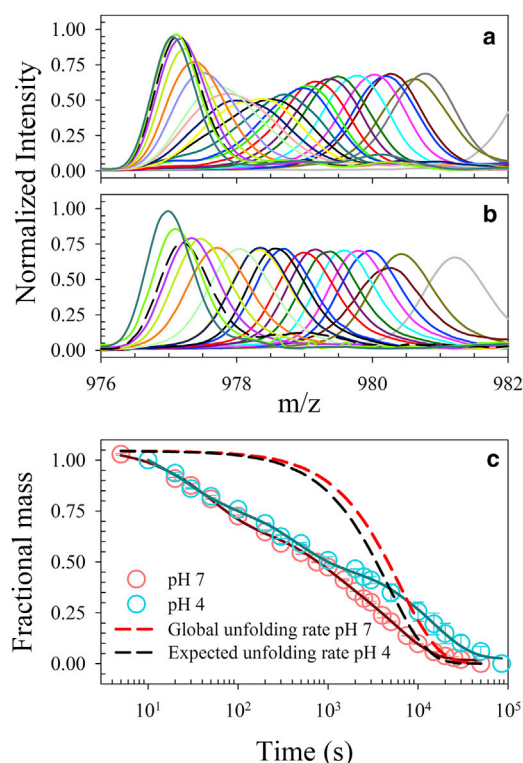 a
1.00
0.75
0.50
0.25
0.00
Normalized Intensity
b
1.00
0.75
0.50
0.25
0.00
976 978 980 982
m/z
c
1.00
0.75
0.50
0.25
0.00
Fractional mass
pH 7
pH 4
Global unfolding rate pH 7
Expected unfolding rate pH 4
10¹ 10² 10³ 10⁴ 10⁵
Time (s)